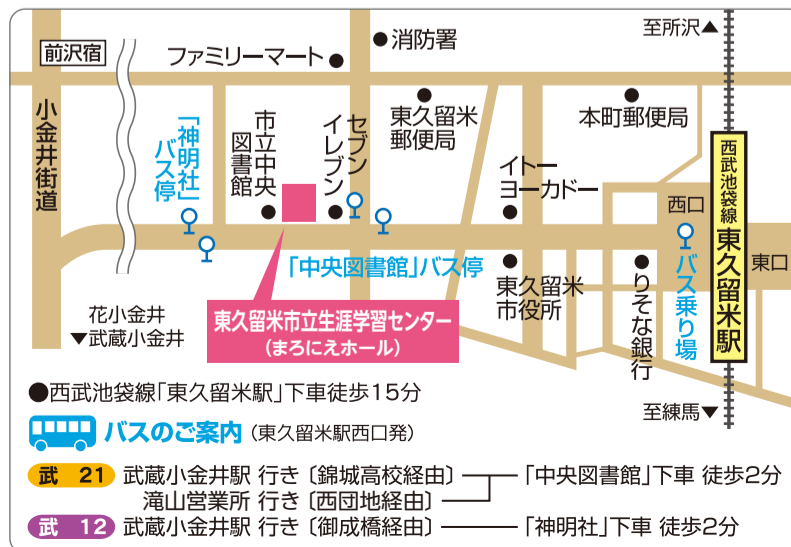 至所沢▲
前沢宿
ファミリーマート
消防署
小金井街道
「神明社」
バス停
市立中央
図書館
セブン
イレブン
東久留米
郵便局
本町郵便局
イトー
ヨーカドー
西武池袋線
東久留米駅
西口
東口
バス乗り場
「中央図書館」バス停
東久留米
市役所
りそな銀行
花小金井
▼武蔵小金井
東久留米市立生涯学習センター
(まろにえホール)
至練馬▼
●西武池袋線「東久留米駅」下車徒歩15分
バスのご案内 (東久留米駅西口発)
武 21 武蔵小金井駅 行き〔錦城高校経由〕 「中央図書館」下車 徒歩2分
滝山営業所 行き〔西団地経由〕
武 12 武蔵小金井駅 行き〔御成橋経由〕 「神明社」下車 徒歩2分